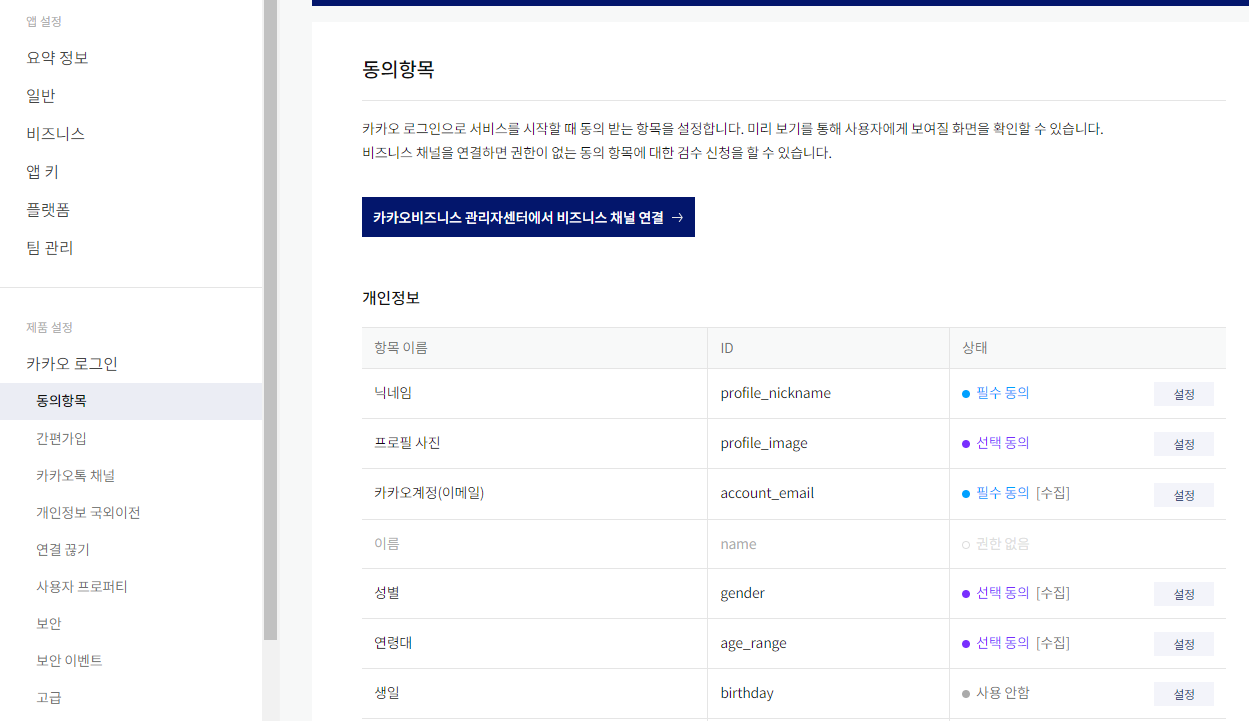 앱 설정
요약 정보
일반
비즈니스
앱 키
플랫폼
팀 관리
제품 설정
카카오 로그인
동의항목
간편가입
카카오톡 채널
개인정보 국외이전
연결 끊기
사용자 프로퍼티
보안
보안 이벤트
고급
동의항목
카카오 로그인으로 서비스를 시작할 때 동의 받는 항목을 설정합니다. 미리 보기를 통해 사용자에게 보여질 화면을 확인할 수 있습니다.
비즈니스 채널을 연결하면 권한이 없는 동의 항목에 대한 검수 신청을 할 수 있습니다.
카카오비즈니스 관리자센터에서 비즈니스 채널 연결 →
개인정보
항목 이름 ID 상태
닉네임 profile_nickname 필수 동의 설정
프로필 사진 profile_image 선택 동의 설정
카카오계정(이메일) account_email 필수 동의 [수집] 설정
이름 name 권한 없음
성별 gender 선택 동의 [수집] 설정
연령대 age_range 선택 동의 [수집] 설정
생일 birthday 사용 안함 설정